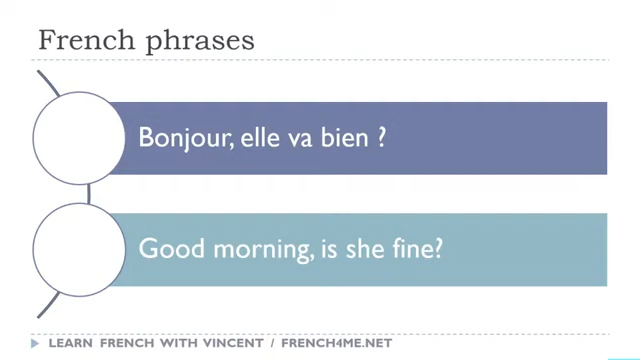 French phrases
Bonjour, elle va bien ?
Good morning, is she fine?
LEARN FRENCH WITH VINCENT / FRENCH4ME.NET